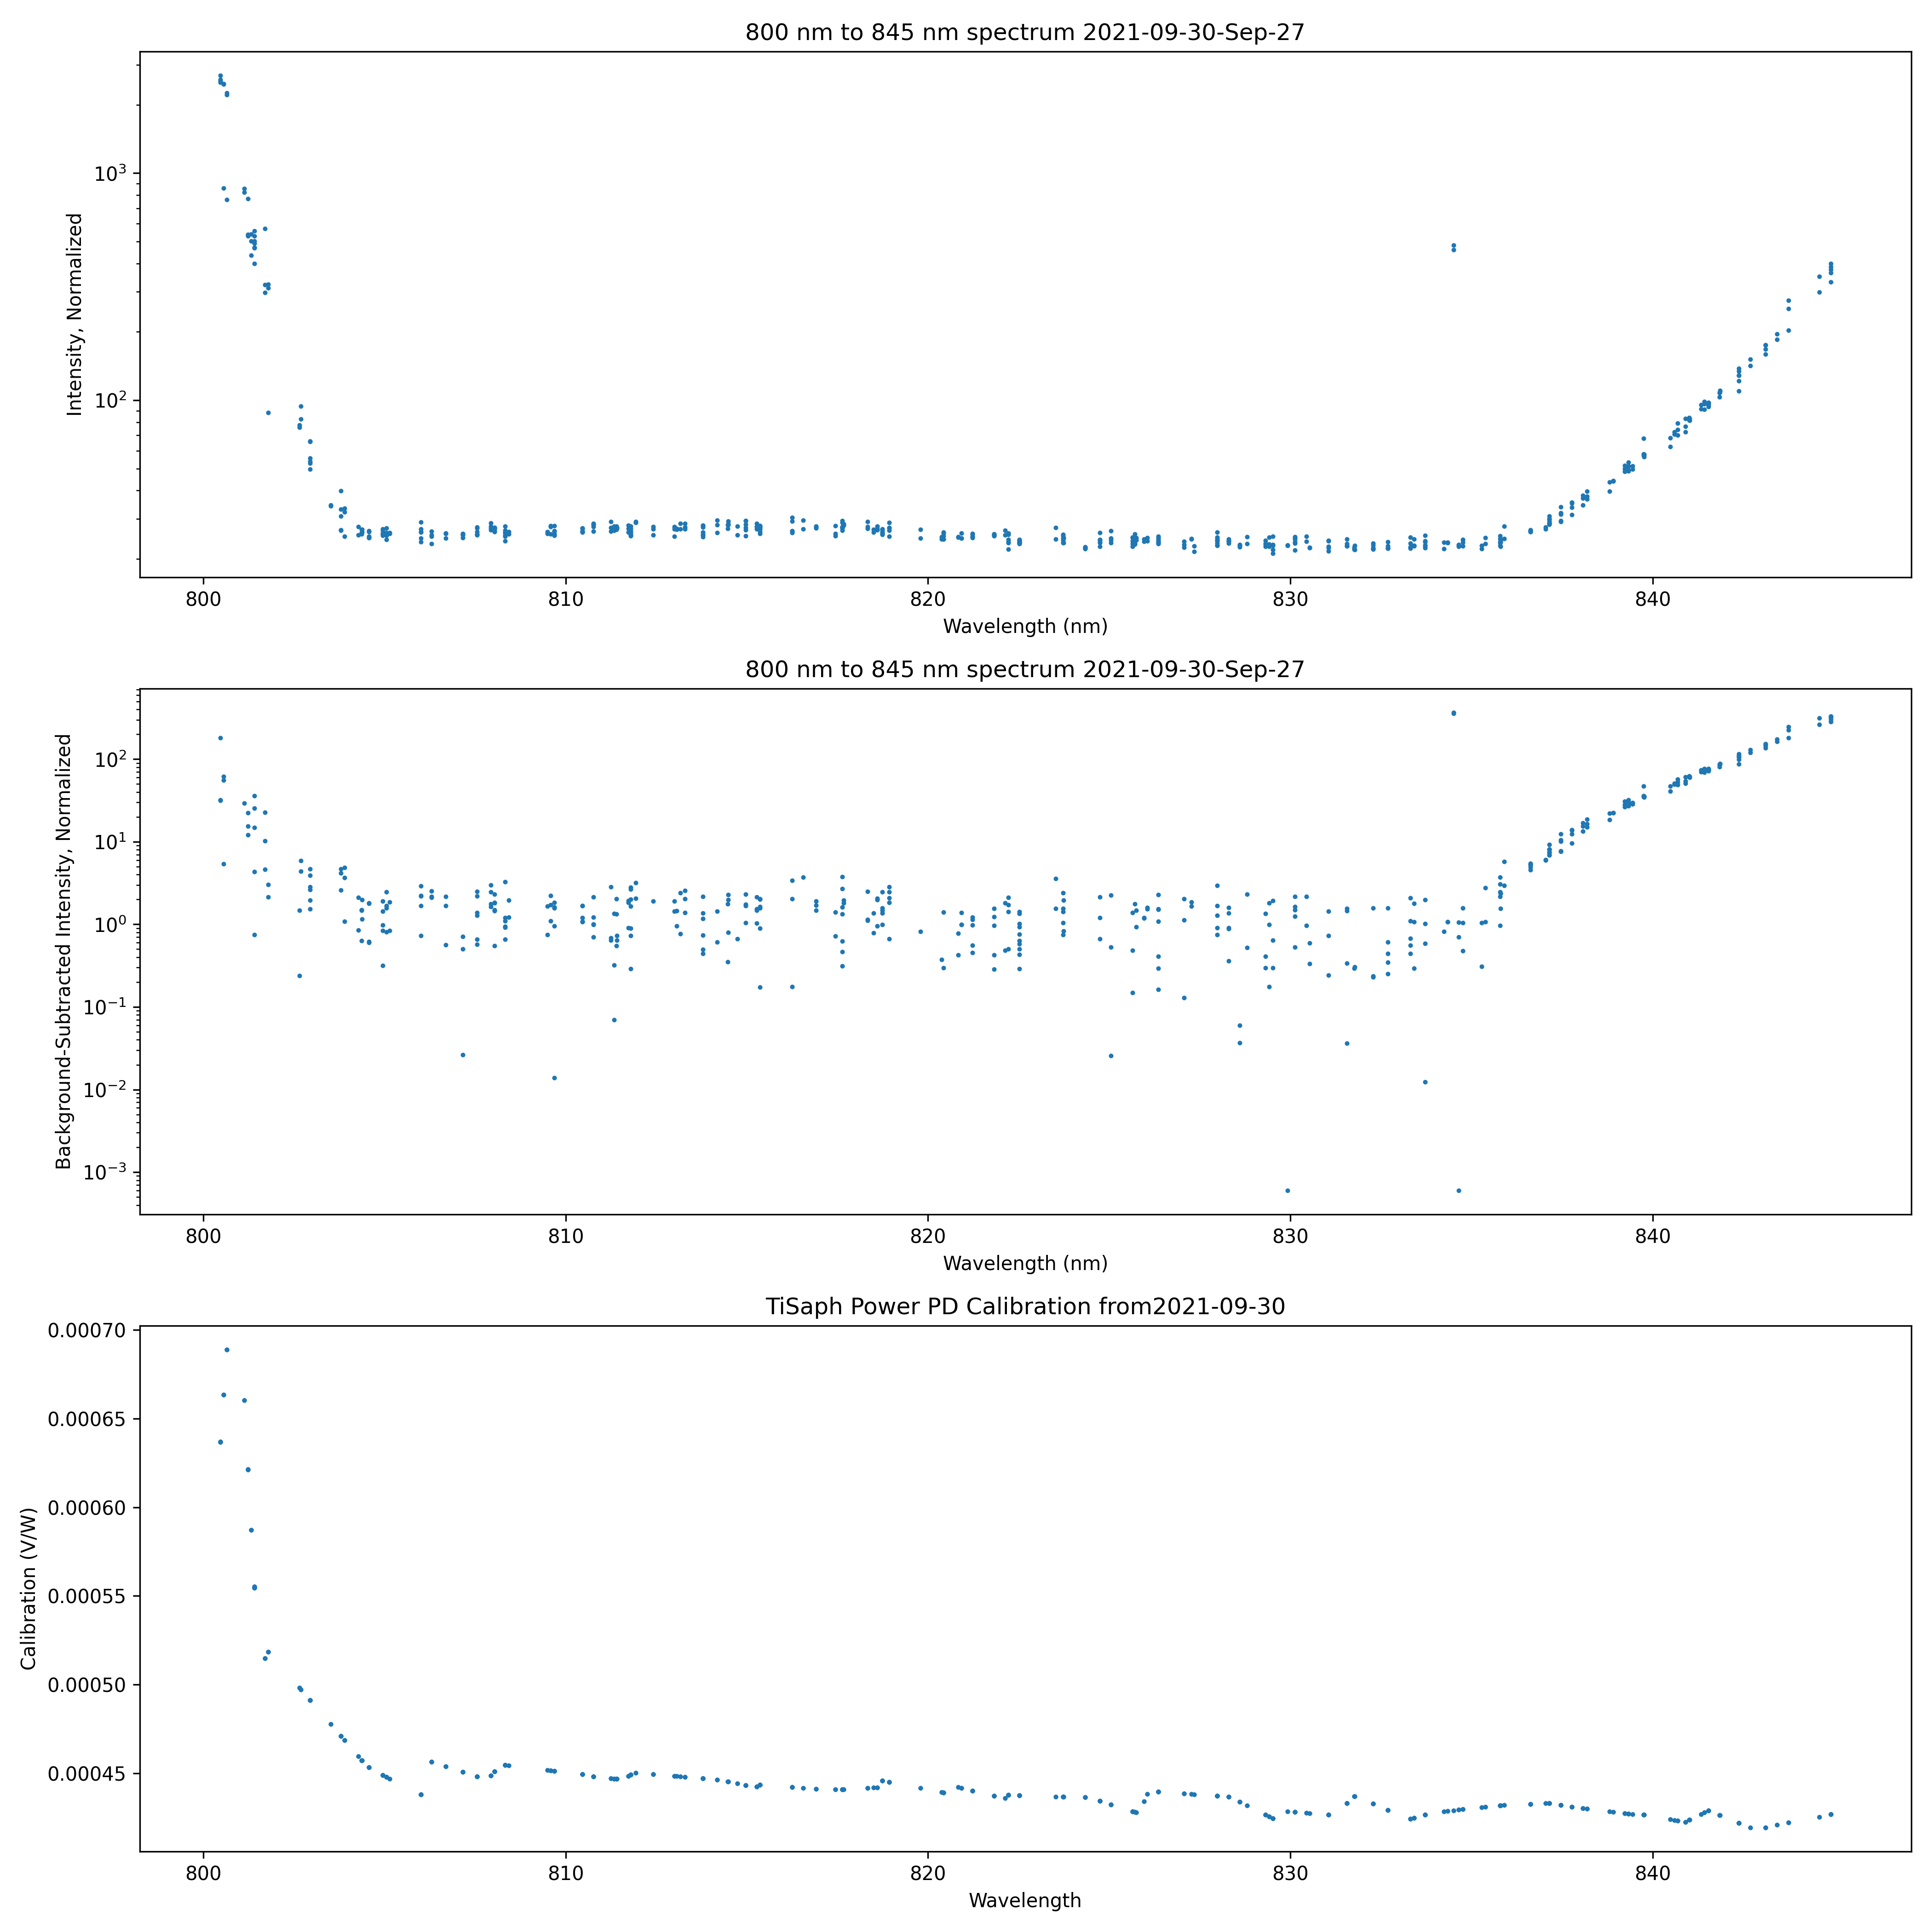 800 nm to 845 nm spectrum 2021-09-30-Sep-27
Intensity, Normalized
10³
10²
800 810 820 830 840
Wavelength (nm)
800 nm to 845 nm spectrum 2021-09-30-Sep-27
Background-Subtracted Intensity, Normalized
10²
10¹
10⁰
10⁻¹
10⁻²
10⁻³
800 810 820 830 840
Wavelength (nm)
TiSaph Power PD Calibration from2021-09-30
Calibration (V/W)
0.00070
0.00065
0.00060
0.00055
0.00050
0.00045
800 810 820 830 840
Wavelength